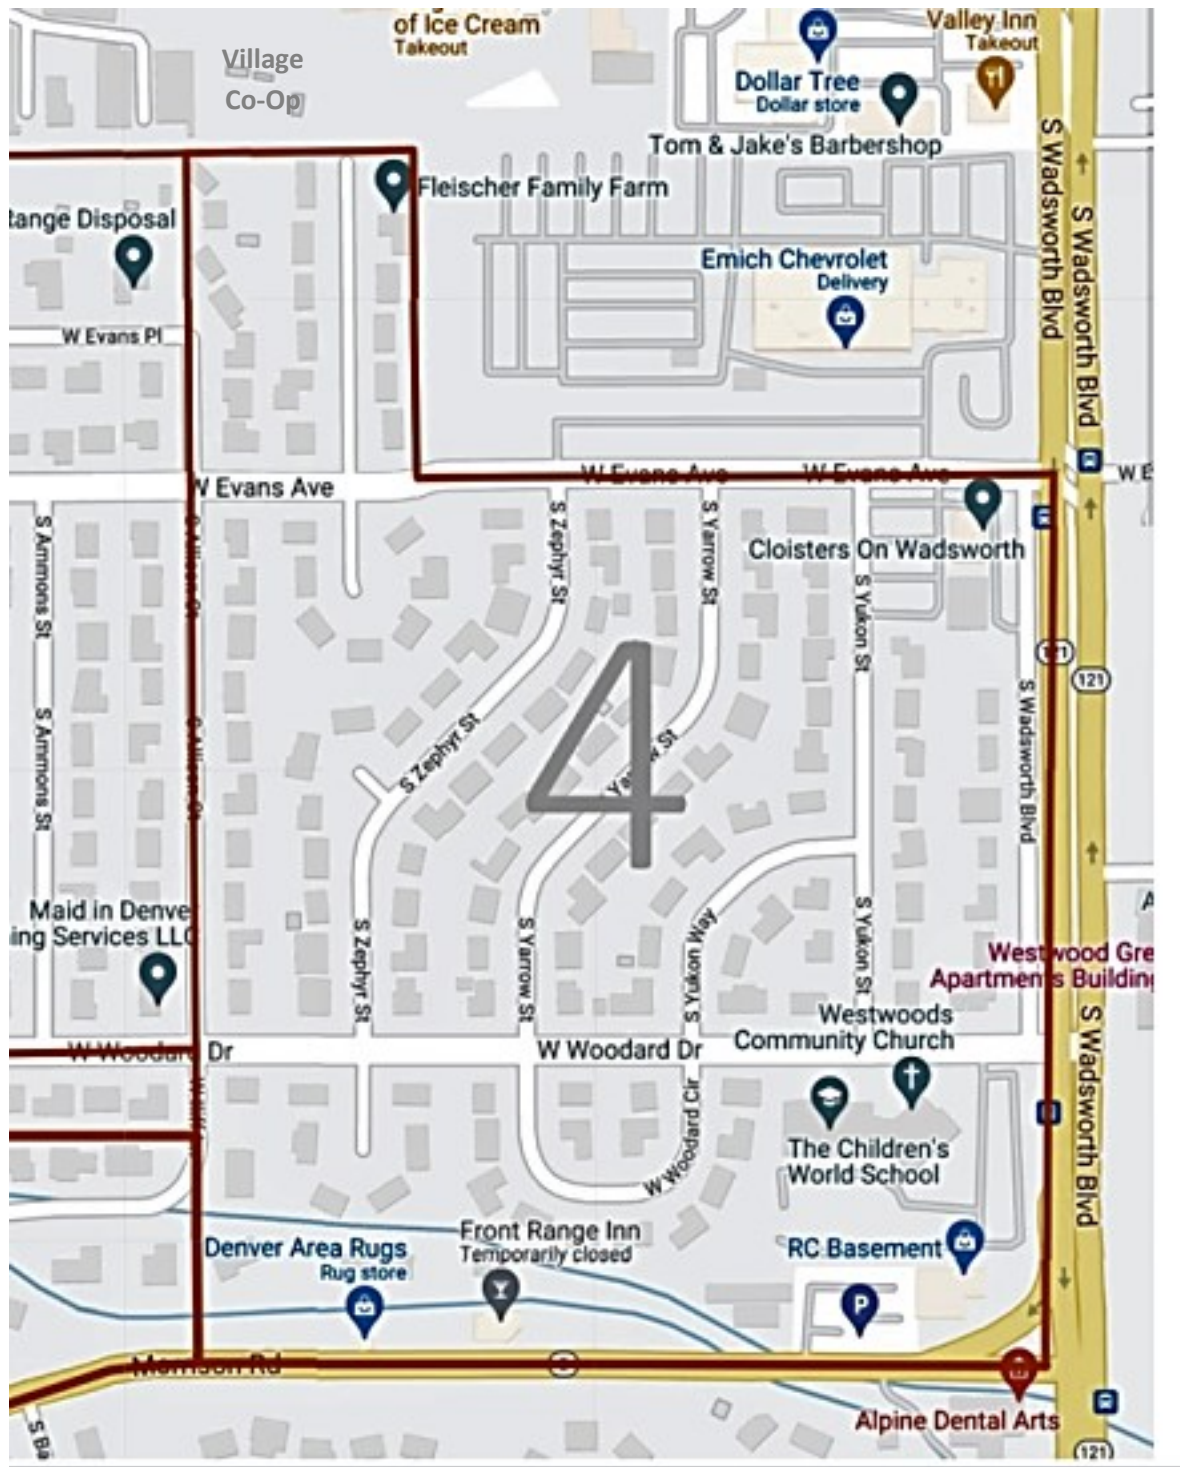 of Ice Cream
Takeout
Village
Co-Op
Valley Inn
Takeout
Dollar Tree
Dollar store
Tom & Jake's Barbershop
S Wadsworth Blvd
S Wadsworth Blvd
Fleischer Family Farm
Range Disposal
Emich Chevrolet
Delivery
W Evans Pl
W Evans Ave
W Evans Ave
W E
W Evans Ave
Cloisters On Wadsworth
S Ammons St
S Zephyr St
S Yarrow St
S Yukon St
121
121
4
S Ammons St
S Zephyr St
Yarrow St
S Wadsworth Blvd
Maid in Denve
ing Services LLC
S Zephyr St
S Yarrow St
S Yukon Way
S Yukon St
Westwood Gre
Apartments Building
A
Westwoods
Community Church
S Wadsworth Blvd
W Woodard Dr
W Woodard Dr
W Woodard Cir
The Children's
World School
Front Range Inn
Temporarily closed
Denver Area Rugs
Rug store
RC Basement
P
Morrison Rd
8
Alpine Dental Arts
S Ba
121